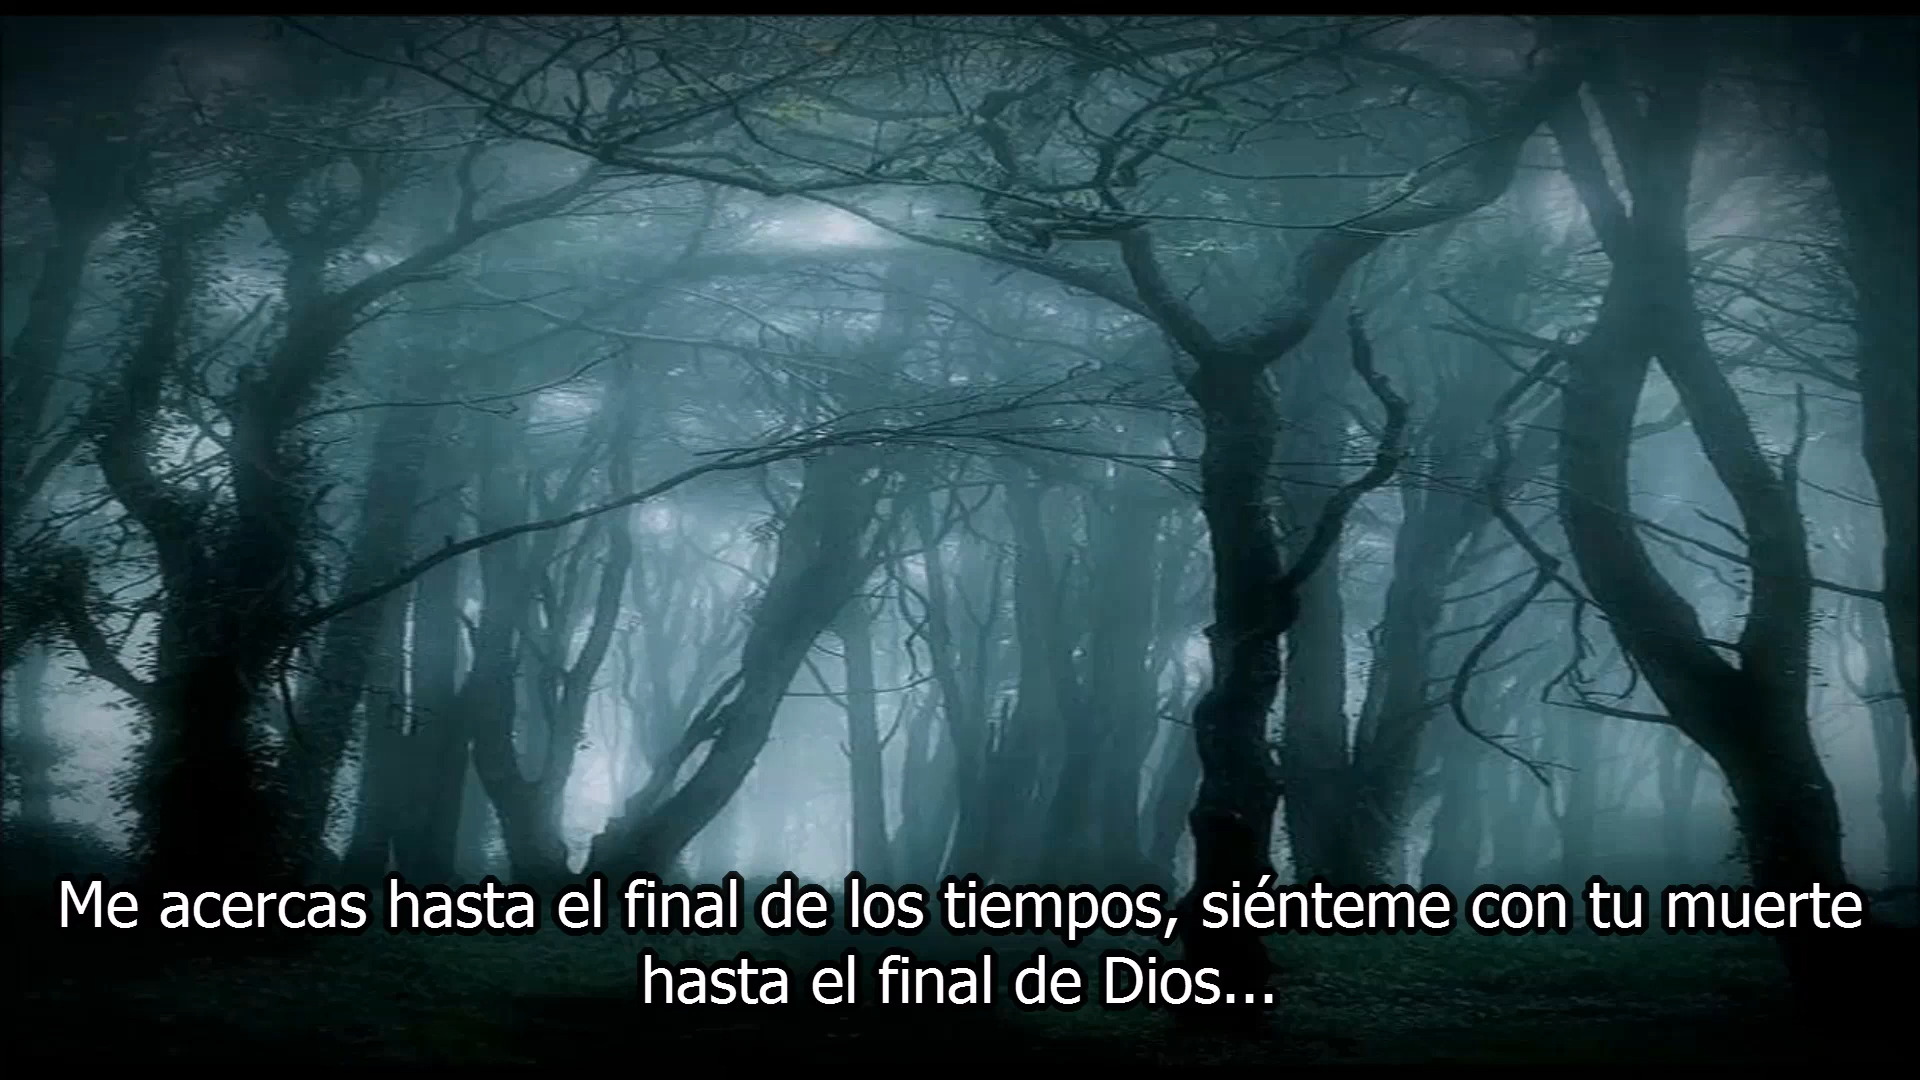 Me acercas hasta el final de los tiempos, siénteme con tu muerte
hasta el final de Dios...